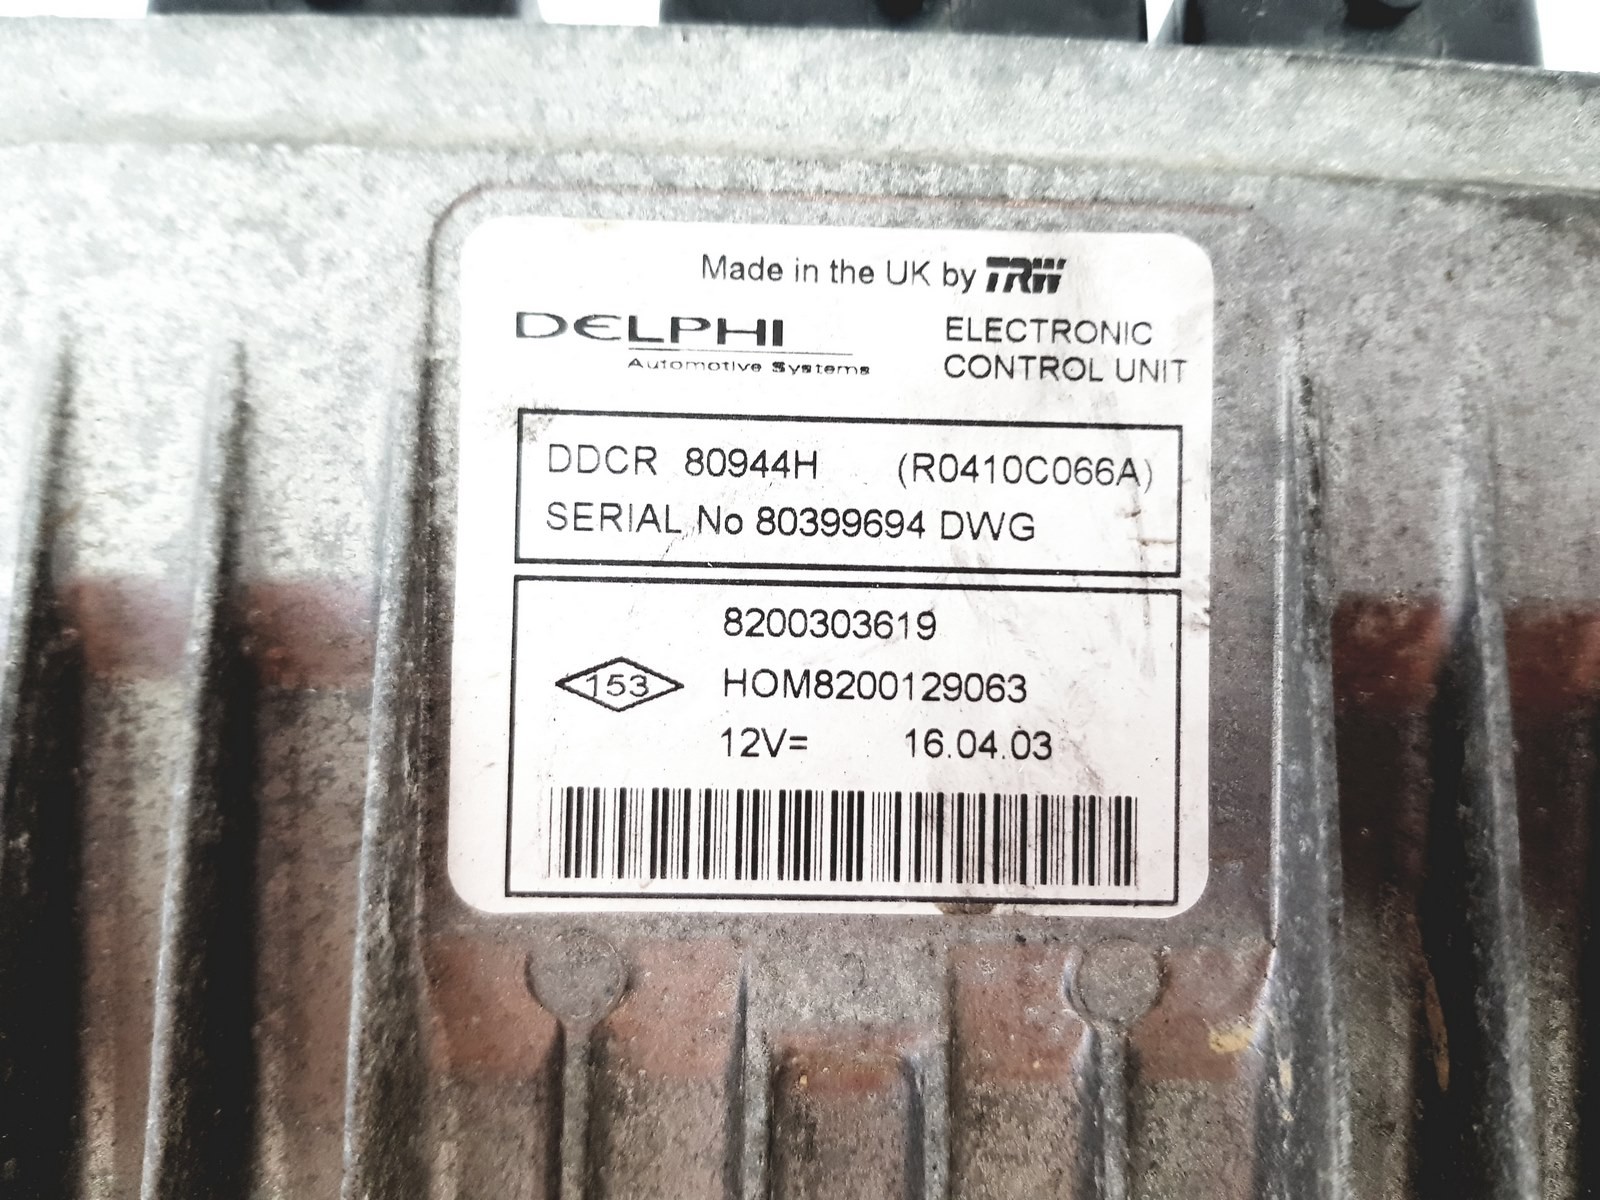 Made in the UK by TRW
DELPHI
Automotive Systems
ELECTRONIC
CONTROL UNIT
DDCR 80944H (R0410C066A)
SERIAL No 80399694 DWG
8200303619
153 HOM8200129063
12V= 16.04.03